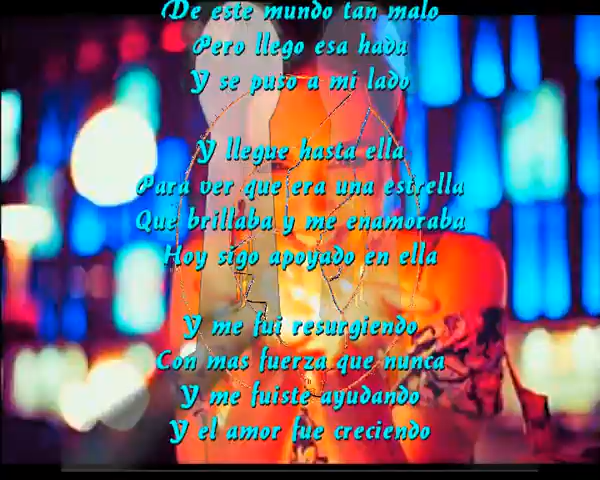 De este mundo tan malo
Pero llego esa hada
Y se puso a mi lado
Y llegue hasta ella
Para ver que era una estrella
Que brillaba y me enamoraba
Hoy sigo apoyado en ella
Y me fui resurgiendo
Con mas fuerza que nunca
Y me fuiste ayudando
Y el amor fue creciendo